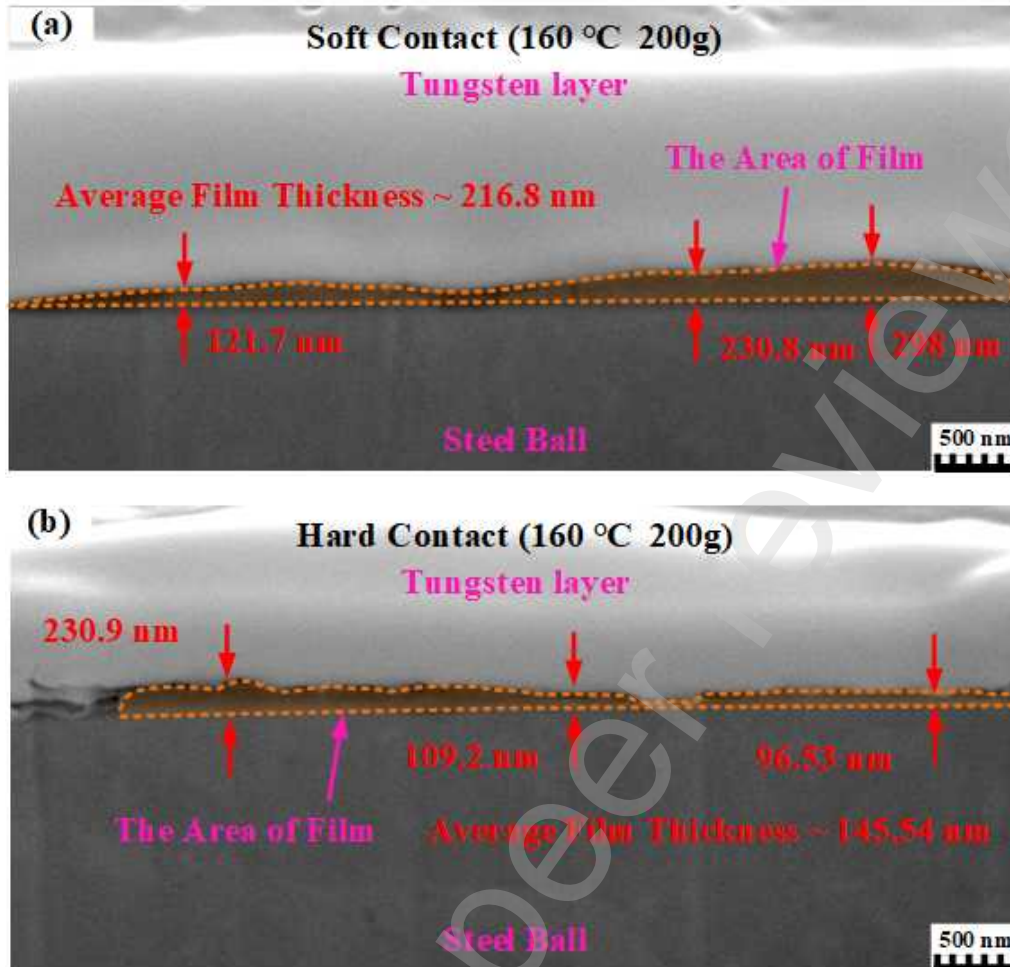 (a)
Soft Contact (160 °C 200g)
Tungsten layer
The Area of Film
Average Film Thickness ~ 216.8 nm
121.7 nm
230.8 nm
298 nm
Steel Ball
500 nm
(b)
Hard Contact (160 °C 200g)
Tungsten layer
230.9 nm
109.2 nm
96.53 nm
The Area of Film
Average Film Thickness ~ 145.54 nm
Steel Ball
500 nm
peer review